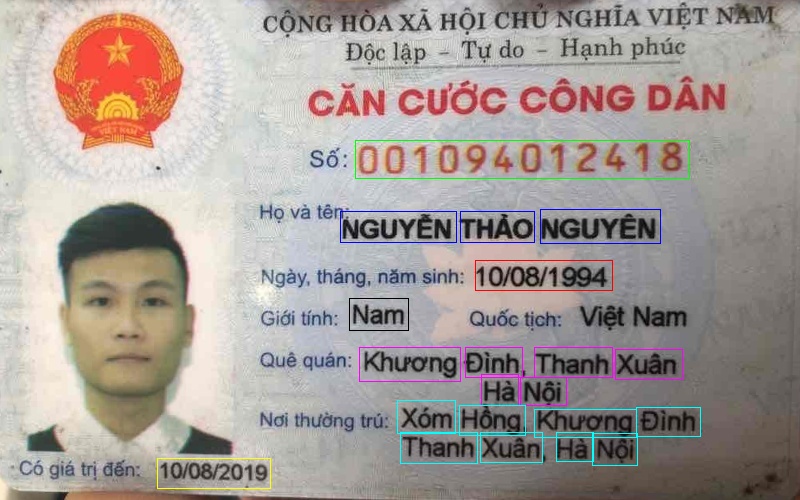 CỘNG HÒA XÃ HỘI CHỦ NGHĨA VIỆT NAM
Độc lập – Tự do – Hạnh phúc
CĂN CƯỚC CÔNG DÂN
VIỆT NAM
Số: 001094012418
Họ và tên: NGUYỄN THẢO NGUYÊN
Ngày, tháng, năm sinh: 10/08/1994
Giới tính: Nam Quốc tịch: Việt Nam
Quê quán: Khương Đình, Thanh Xuân
Hà Nội
Nơi thường trú: Xóm Hồng, Khương Đình
Thanh Xuân, Hà Nội
Có giá trị đến: 10/08/2019